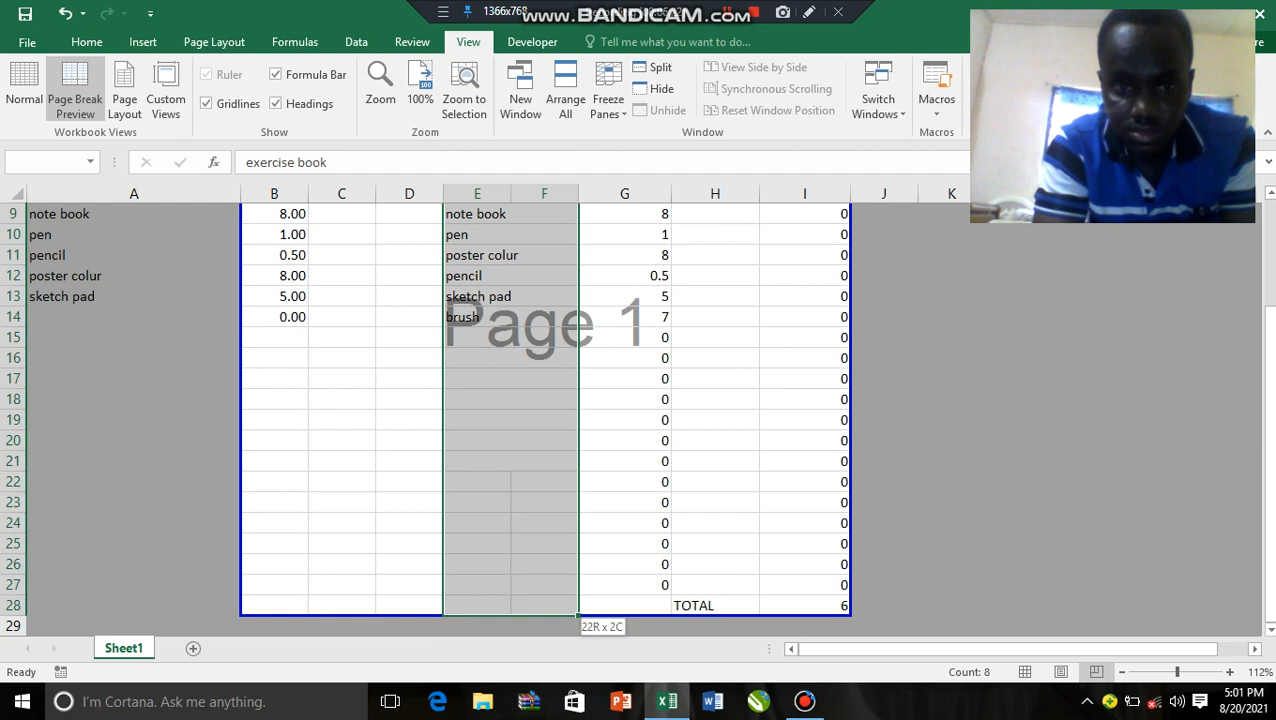 1366x768
www.BANDICAM.com
File Home Insert Page Layout Formulas Data Review View Developer Tell me what you want to do...
Normal
Page Break Preview
Page Layout
Custom Views
Workbook Views
Ruler
Formula Bar
Gridlines
Headings
Show
Zoom
100%
Zoom to Selection
Zoom
New Window
Arrange All
Freeze Panes
Split
Hide
Unhide
View Side by Side
Synchronous Scrolling
Reset Window Position
Window
Switch Windows
Macros
Macros
fx exercise book
A B C D E F G H I J K
9 note book 8.00 note book 8 0
10 pen 1.00 pen 1 0
11 pencil 0.50 poster colur 8 0
12 poster colur 8.00 pencil 0.5 0
13 sketch pad 5.00 sketch pad 5 0
14 0.00 brush 7 0
Page 1
15 0 0
16 0 0
17 0 0
18 0 0
19 0 0
20 0 0
21 0 0
22 0 0
23 0 0
24 0 0
25 0 0
26 0 0
27 0 0
28 TOTAL 6
29
22R x 2C
Sheet1
Ready Count: 8 112%
I'm Cortana. Ask me anything.
5:01 PM
8/20/2021